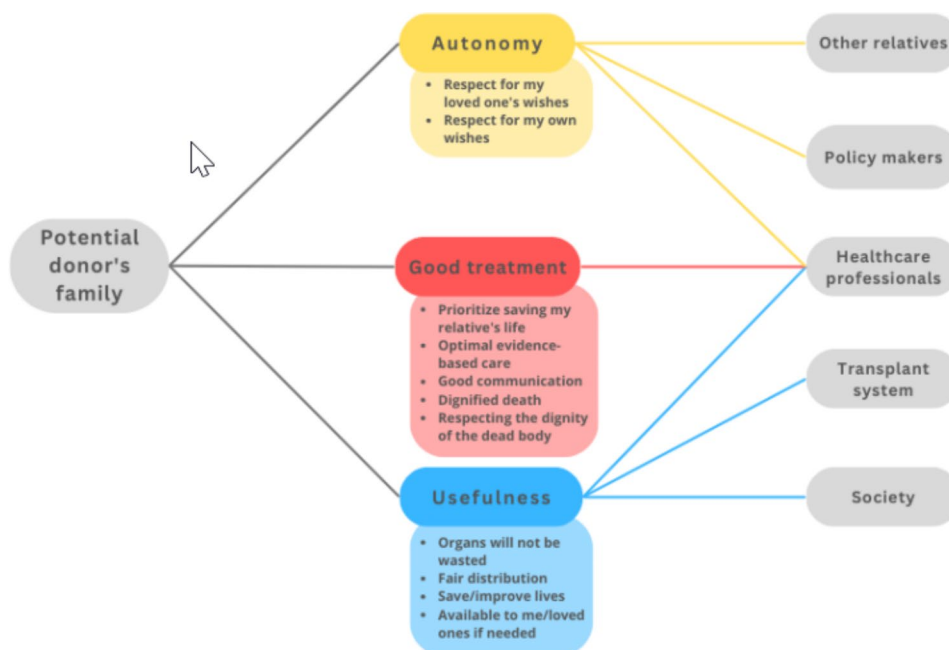 Autonomy
Other relatives
• Respect for my
loved one's wishes
• Respect for my own
wishes
Policy makers
Potential
donor's
family
Good treatment
Healthcare
professionals
• Prioritize saving my
relative's life
• Optimal evidence-
based care
• Good communication
• Dignified death
• Respecting the dignity
of the dead body
Transplant
system
Usefulness
Society
• Organs will not be
wasted
• Fair distribution
• Save/improve lives
• Available to me/loved
ones if needed